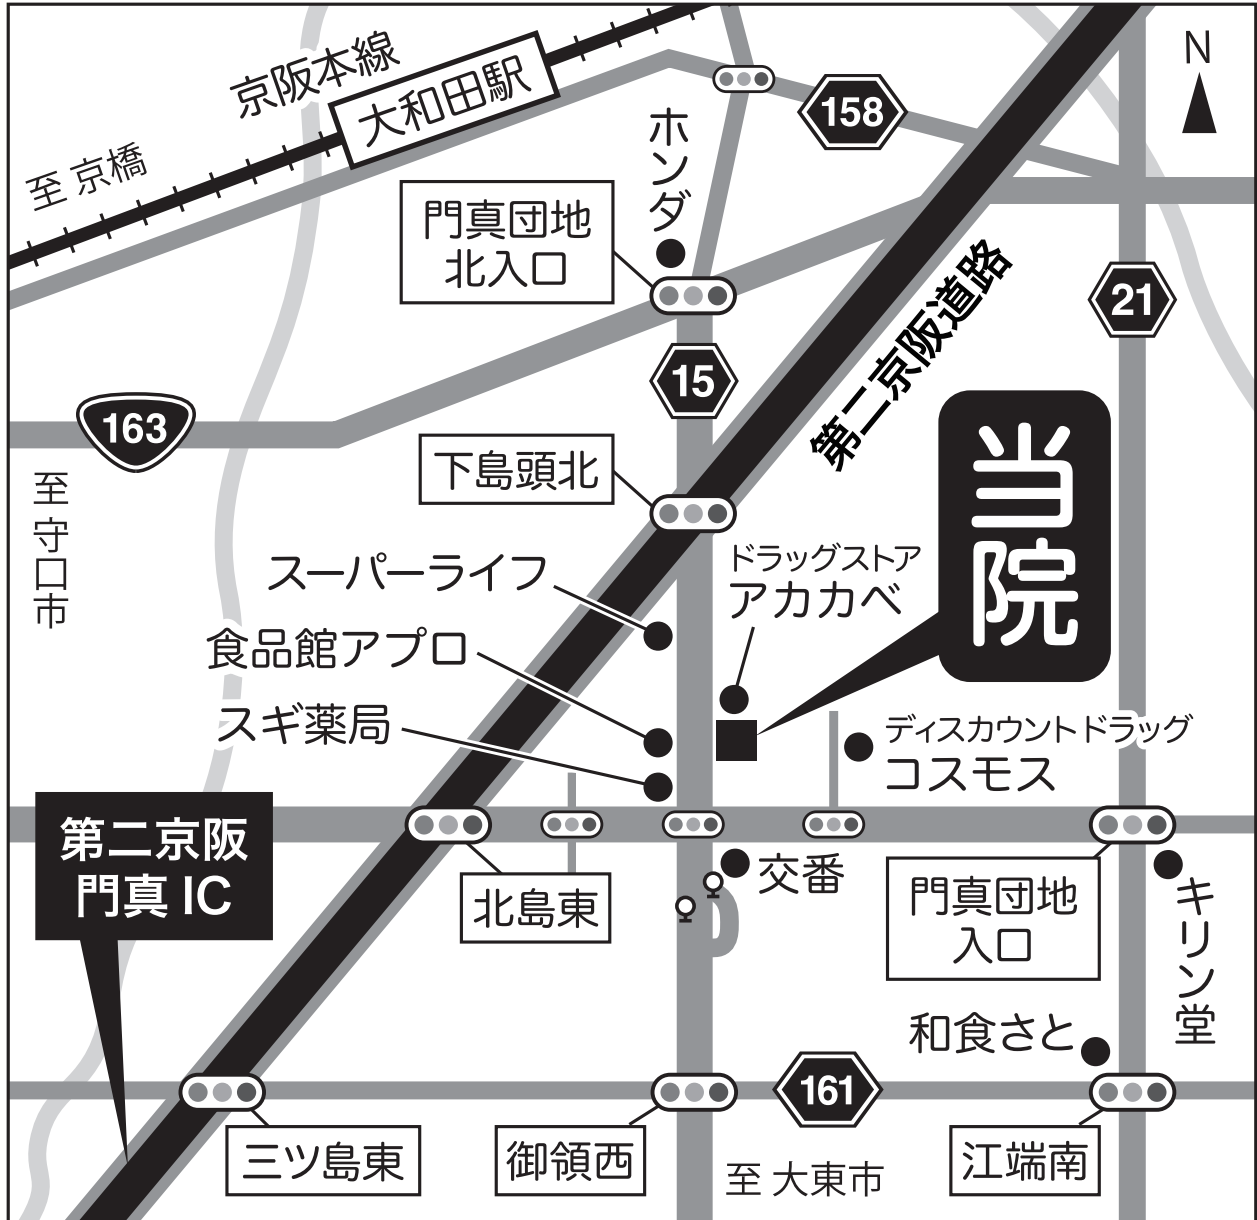 京阪本線
大和田駅
至 京橋
N
158
ホンダ
門真団地
北入口
21
15
第二京阪道路
163
至 守口市
下島頭北
当院
スーパーライフ
ドラッグストア
アカカベ
食品館アプロ
スギ薬局
ディスカウントドラッグ
コスモス
第二京阪
門真 IC
北島東
交番
門真団地
入口
キリン堂
和食さと
161
三ツ島東
御領西
至 大東市
江端南